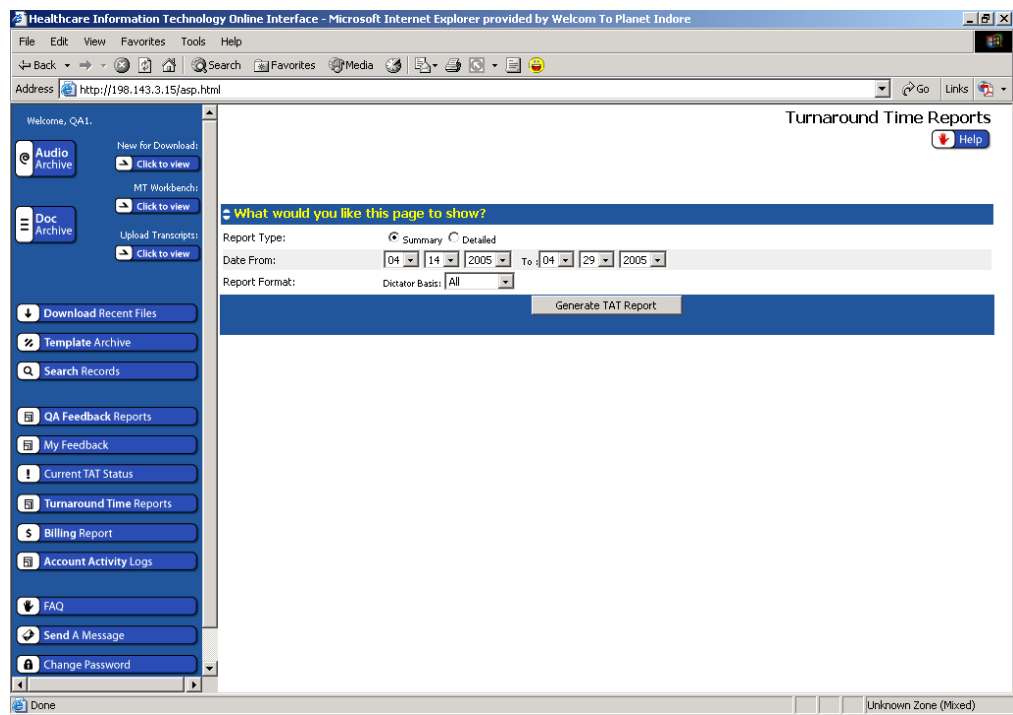 Healthcare Information Technology Online Interface - Microsoft Internet Explorer provided by Welcom To Planet Indore
File Edit View Favorites Tools Help
Back Search Favorites Media
Address http://198.143.3.15/asp.html Go Links
Welcome, QA1.
Turnaround Time Reports
Help
New for Download:
Audio Archive
Click to view
MT Workbench:
Click to view
Doc Archive
Upload Transcripts:
Click to view
What would you like this page to show?
Report Type: Summary Detailed
Date From: 04 14 2005 To : 04 29 2005
Report Format: Dictator Basis: All
Generate TAT Report
Download Recent Files
Template Archive
Search Records
QA Feedback Reports
My Feedback
Current TAT Status
Turnaround Time Reports
$ Billing Report
Account Activity Logs
FAQ
Send A Message
Change Password
Done Unknown Zone (Mixed)